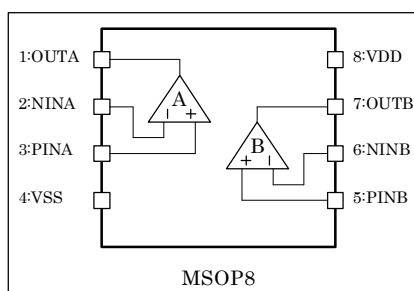 1:OUTA
2:NINA
3:PINA
4:VSS
A
− +
B
+ −
8:VDD
7:OUTB
6:NINB
5:PINB
MSOP8